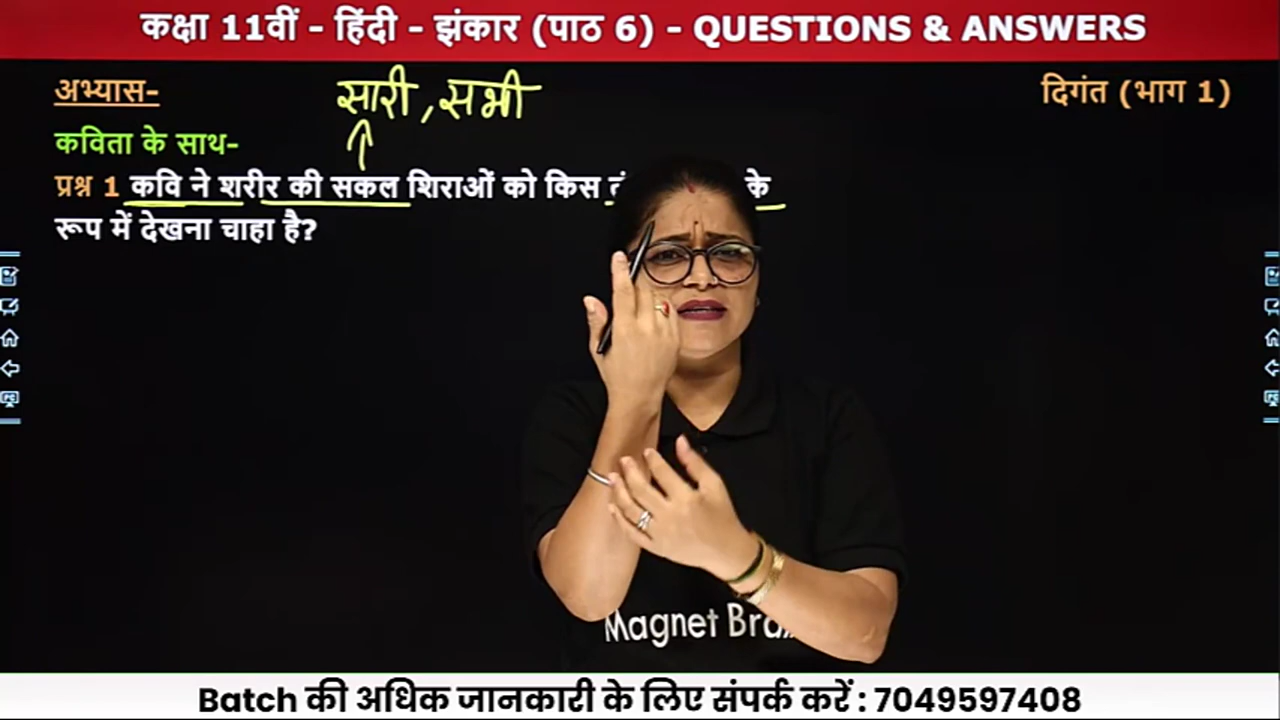 कक्षा 11वीं - हिंदी - झंकार (पाठ 6) - QUESTIONS & ANSWERS
अभ्यास-
सारी, सभी
दिगंत (भाग 1)
कविता के साथ-
प्रश्न 1 कवि ने शरीर की सकल शिराओं को किस के
रूप में देखना चाहा है?
Magnet
Batch की अधिक जानकारी के लिए संपर्क करें : 7049597408